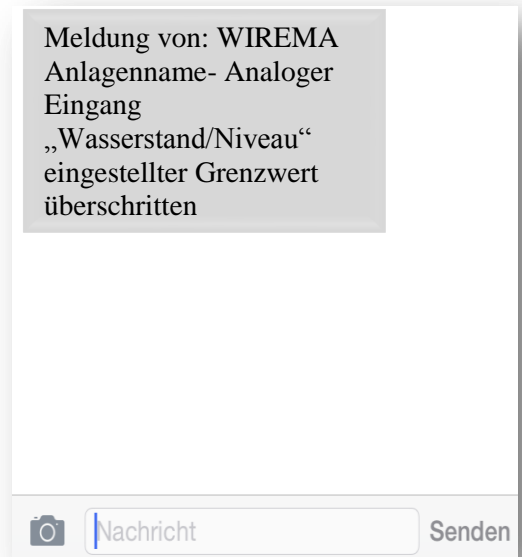 Meldung von: WIREMA
Anlagenname- Analoger
Eingang
„Wasserstand/Niveau“
eingestellter Grenzwert
überschritten
Nachricht Senden